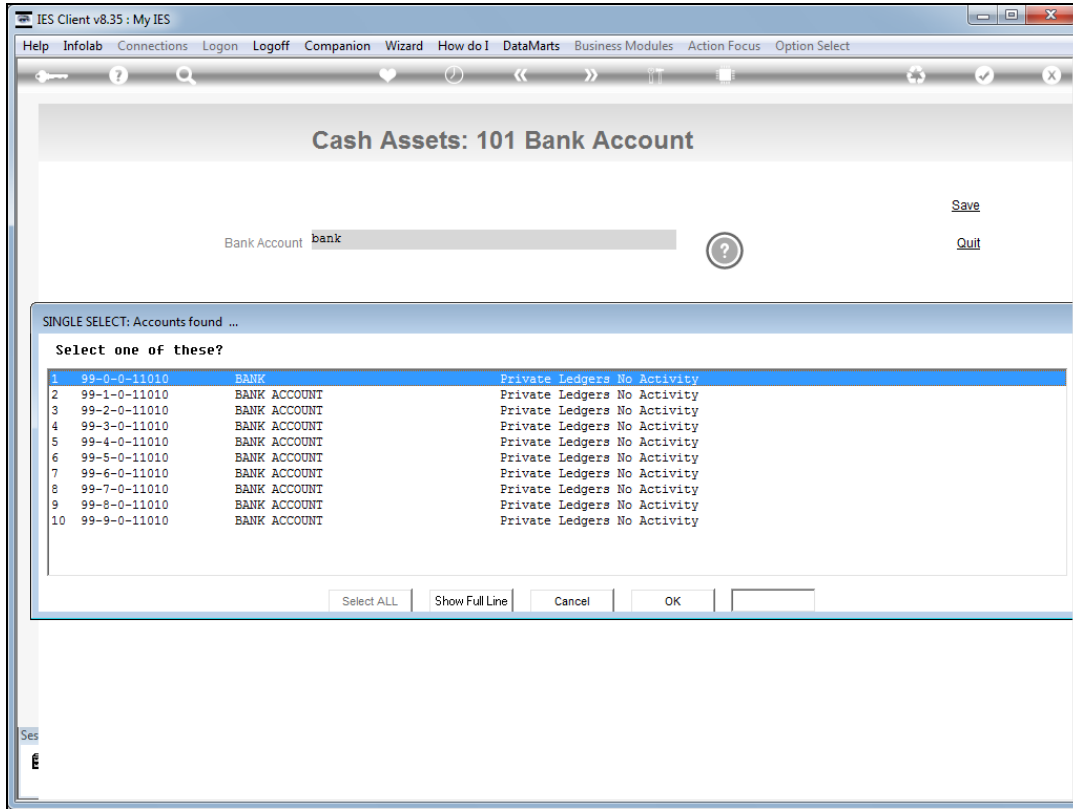 IES Client v8.35 : My IES
Help Infolab Connections Logon Logoff Companion Wizard How do I DataMarts Business Modules Action Focus Option Select
Cash Assets: 101 Bank Account
Save
Bank Account bank
Quit
SINGLE SELECT: Accounts found ...
Select one of these?
1 99-0-0-11010 BANK Private Ledgers No Activity
2 99-1-0-11010 BANK ACCOUNT Private Ledgers No Activity
3 99-2-0-11010 BANK ACCOUNT Private Ledgers No Activity
4 99-3-0-11010 BANK ACCOUNT Private Ledgers No Activity
5 99-4-0-11010 BANK ACCOUNT Private Ledgers No Activity
6 99-5-0-11010 BANK ACCOUNT Private Ledgers No Activity
7 99-6-0-11010 BANK ACCOUNT Private Ledgers No Activity
8 99-7-0-11010 BANK ACCOUNT Private Ledgers No Activity
9 99-8-0-11010 BANK ACCOUNT Private Ledgers No Activity
10 99-9-0-11010 BANK ACCOUNT Private Ledgers No Activity
Select ALL Show Full Line Cancel OK
Ses